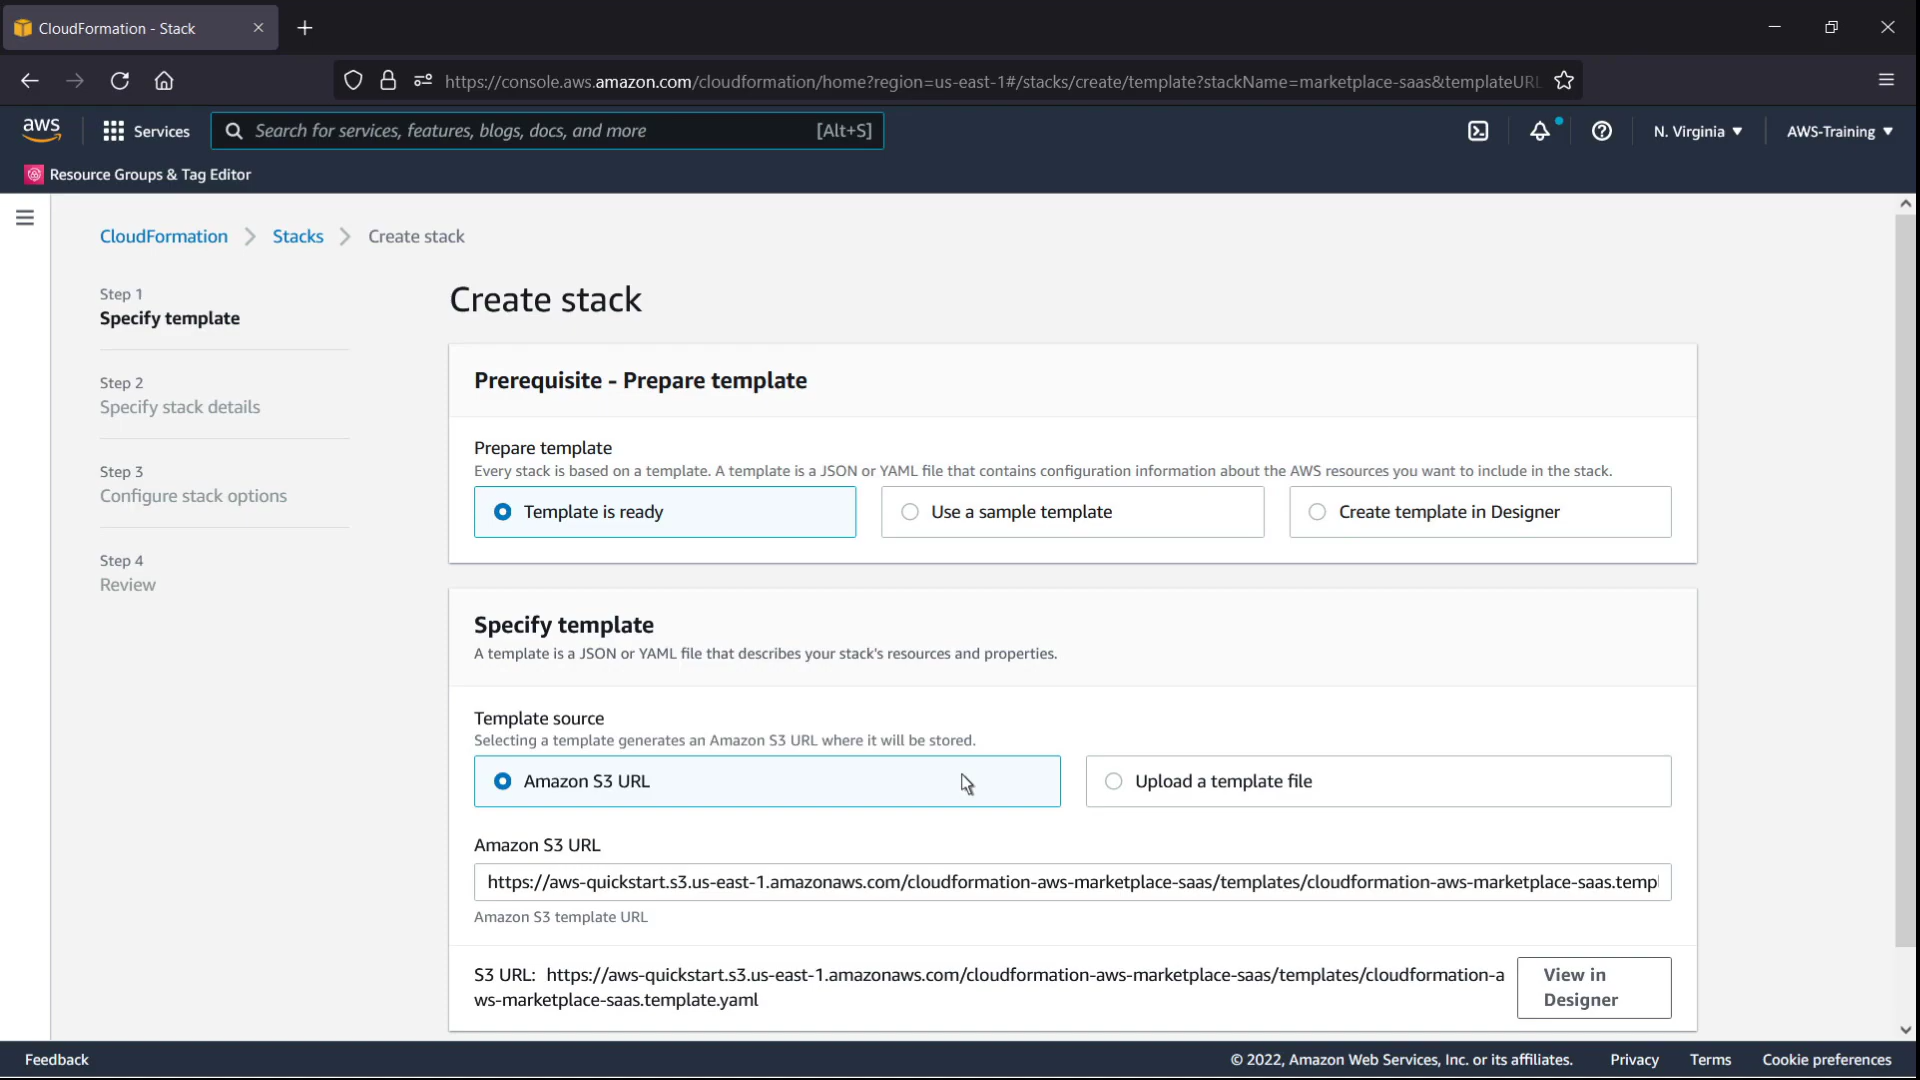 CloudFormation - Stack
https://console.aws.amazon.com/cloudformation/home?region=us-east-1#/stacks/create/template?stackName=marketplace-saas&templateURL
aws
Services
Search for services, features, blogs, docs, and more
[Alt+S]
N. Virginia
AWS-Training
Resource Groups & Tag Editor
CloudFormation
Stacks
Create stack
Step 1
Specify template
Step 2
Specify stack details
Step 3
Configure stack options
Step 4
Review
Create stack
Prerequisite - Prepare template
Prepare template
Every stack is based on a template. A template is a JSON or YAML file that contains configuration information about the AWS resources you want to include in the stack.
Template is ready
Use a sample template
Create template in Designer
Specify template
A template is a JSON or YAML file that describes your stack's resources and properties.
Template source
Selecting a template generates an Amazon S3 URL where it will be stored.
Amazon S3 URL
Upload a template file
Amazon S3 URL
https://aws-quickstart.s3.us-east-1.amazonaws.com/cloudformation-aws-marketplace-saas/templates/cloudformation-aws-marketplace-saas.templ
Amazon S3 template URL
S3 URL: https://aws-quickstart.s3.us-east-1.amazonaws.com/cloudformation-aws-marketplace-saas/templates/cloudformation-a
ws-marketplace-saas.template.yaml
View in
Designer
Feedback
© 2022, Amazon Web Services, Inc. or its affiliates.
Privacy
Terms
Cookie preferences